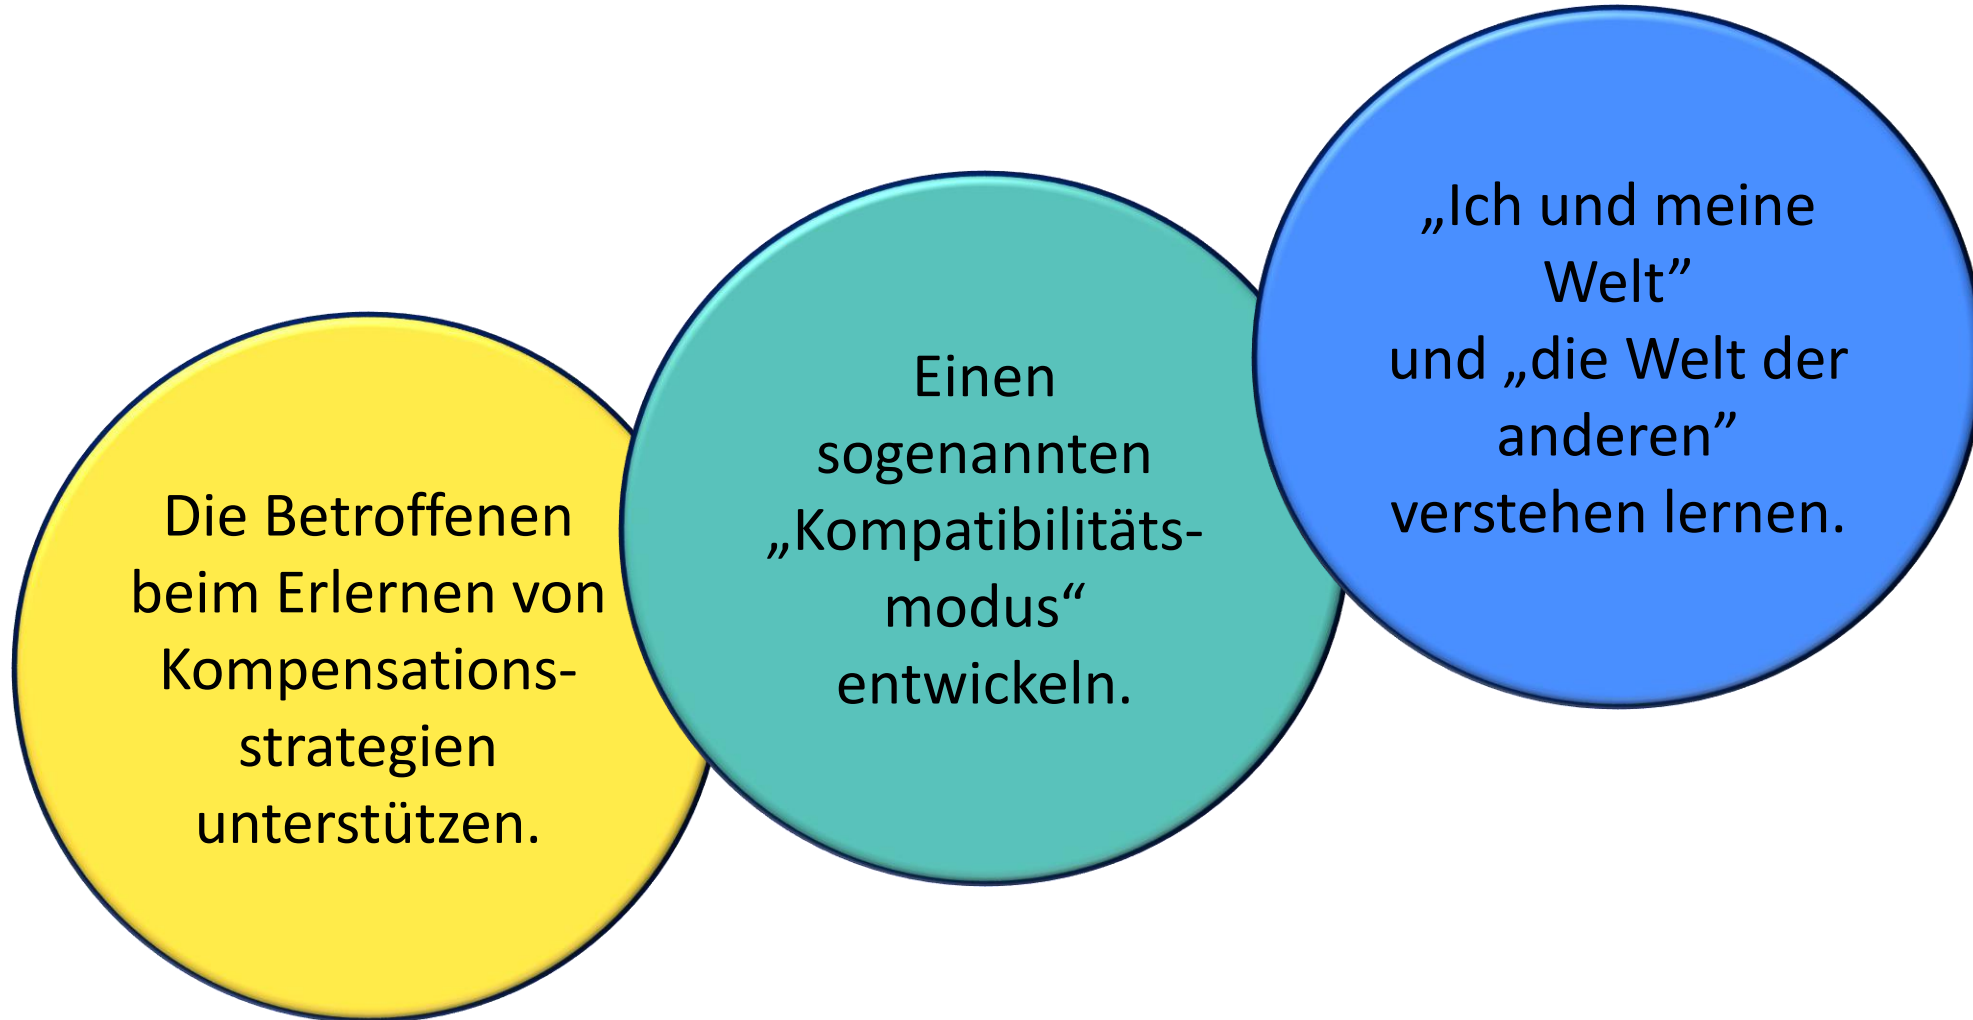 Die Betroffenen
beim Erlernen von
Kompensations-
strategien
unterstützen.
Einen
sogenannten
„Kompatibilitäts-
modus“
entwickeln.
„Ich und meine
Welt”
und „die Welt der
anderen”
verstehen lernen.